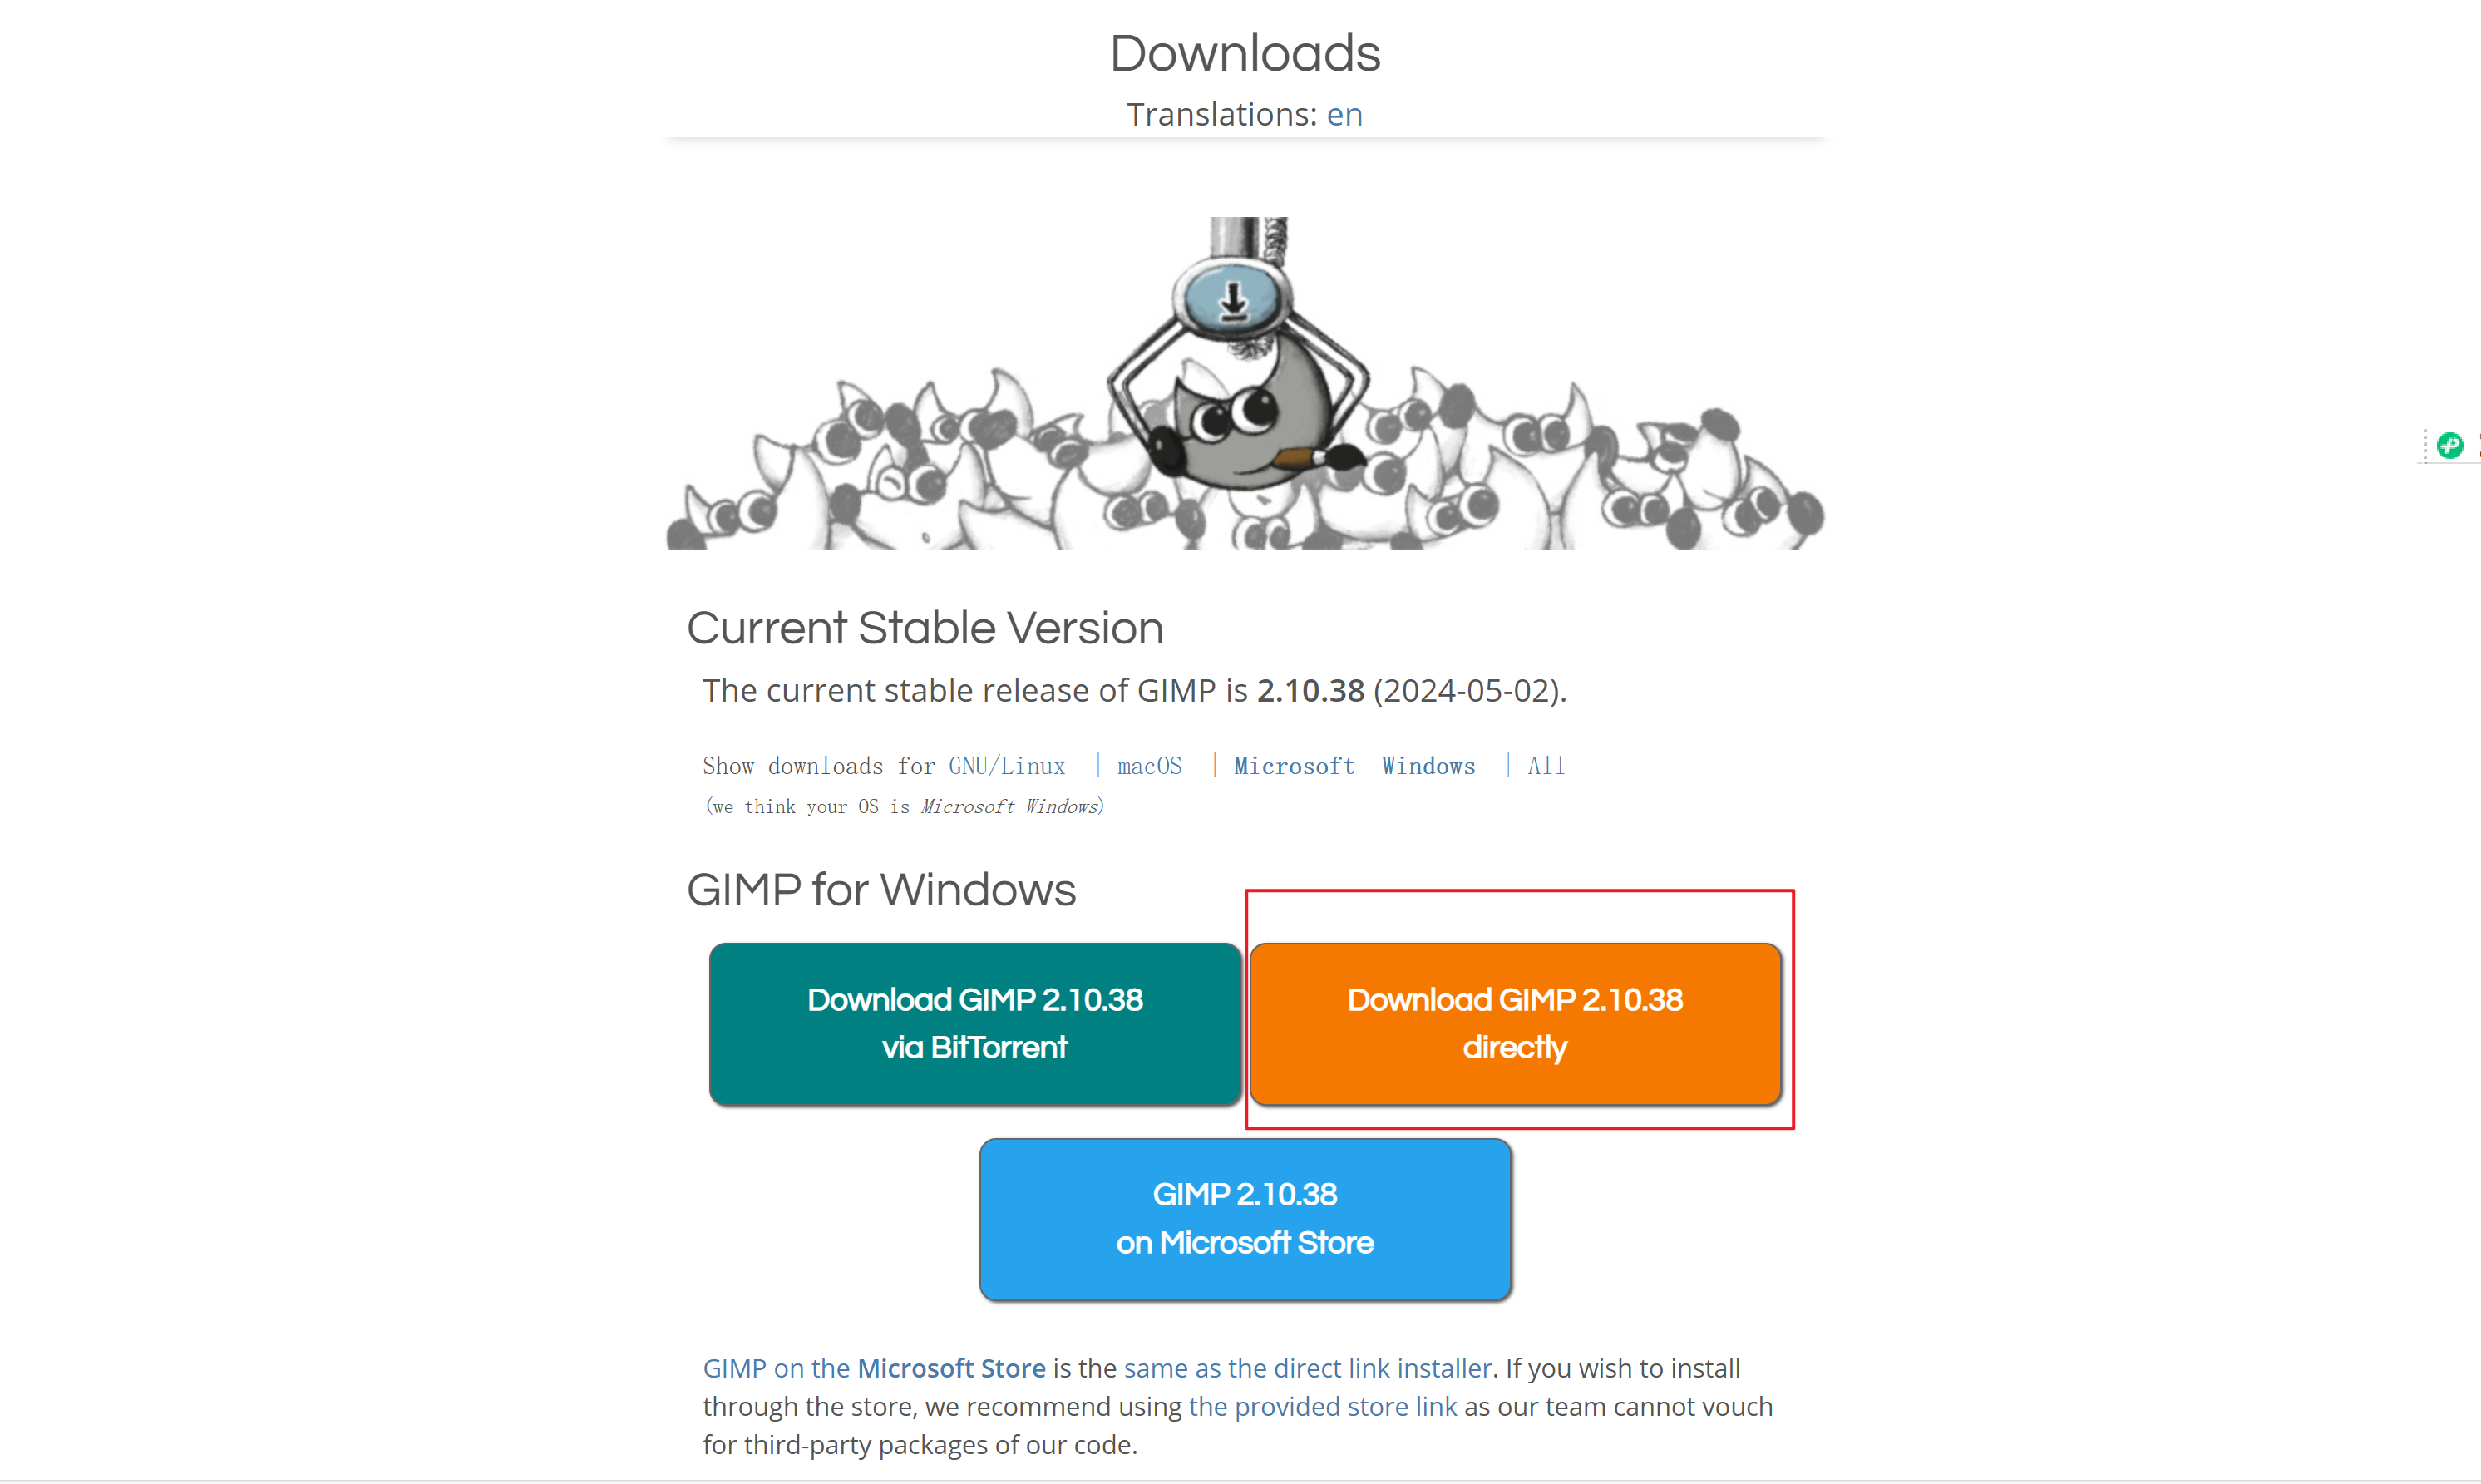 Downloads
Translations: en
Current Stable Version
The current stable release of GIMP is 2.10.38 (2024-05-02).
Show downloads for GNU/Linux | macOS | Microsoft Windows | All
(we think your OS is Microsoft Windows)
GIMP for Windows
Download GIMP 2.10.38
via BitTorrent
Download GIMP 2.10.38
directly
GIMP 2.10.38
on Microsoft Store
GIMP on the Microsoft Store is the same as the direct link installer. If you wish to install
through the store, we recommend using the provided store link as our team cannot vouch
for third-party packages of our code.